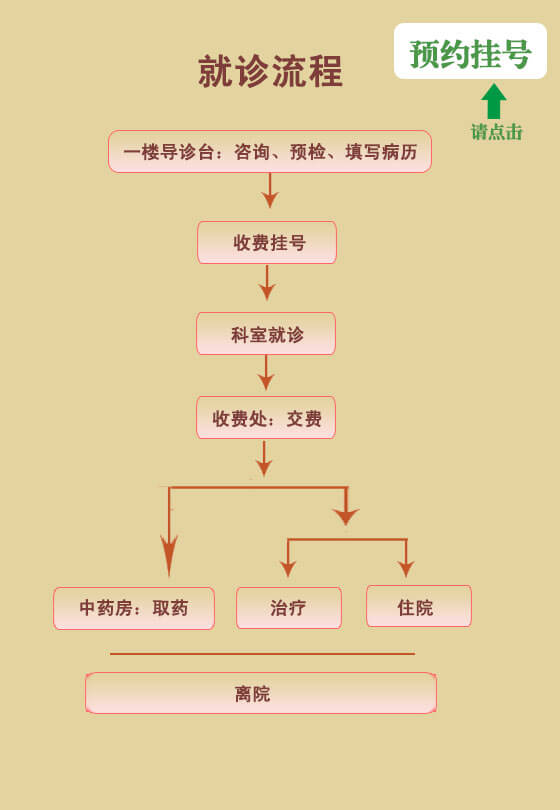 预约挂号
请点击
就诊流程
一楼导诊台：咨询、预检、填写病历
收费挂号
科室就诊
收费处：交费
中药房：取药
治疗
住院
离院